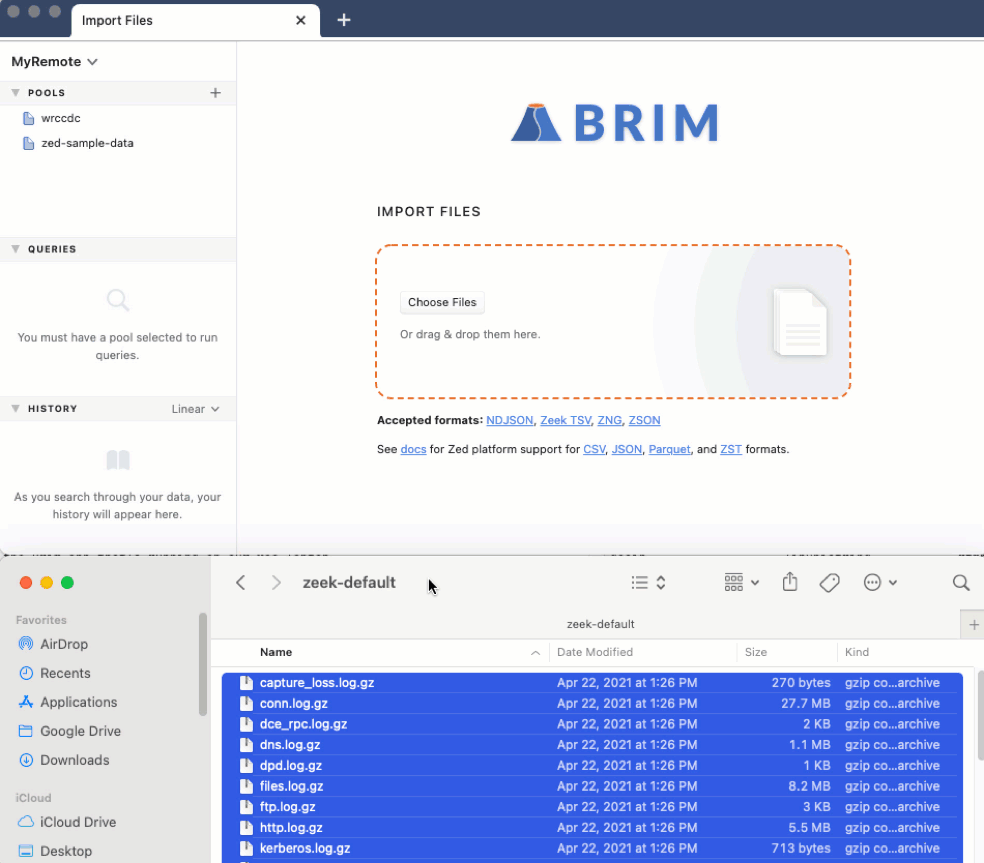 Import Files
MyRemote
POOLS
wrccdc
zed-sample-data
QUERIES
You must have a pool selected to run
queries.
HISTORY Linear
As you search through your data, your
history will appear here.
BRIM
IMPORT FILES
Choose Files
Or drag & drop them here.
Accepted formats: NDJSON, Zeek TSV, ZNG, ZSON
See docs for Zed platform support for CSV, JSON, Parquet, and ZST formats.
zeek-default
zeek-default
Favorites
AirDrop
Recents
Applications
Google Drive
Downloads
iCloud
iCloud Drive
Desktop
Name Date Modified Size Kind
capture_loss.log.gz Apr 22, 2021 at 1:26 PM 270 bytes gzip co...archive
conn.log.gz Apr 22, 2021 at 1:26 PM 27.7 MB gzip co...archive
dce_rpc.log.gz Apr 22, 2021 at 1:26 PM 2 KB gzip co...archive
dns.log.gz Apr 22, 2021 at 1:26 PM 1.1 MB gzip co...archive
dpd.log.gz Apr 22, 2021 at 1:26 PM 1 KB gzip co...archive
files.log.gz Apr 22, 2021 at 1:26 PM 8.2 MB gzip co...archive
ftp.log.gz Apr 22, 2021 at 1:26 PM 3 KB gzip co...archive
http.log.gz Apr 22, 2021 at 1:26 PM 5.5 MB gzip co...archive
kerberos.log.gz Apr 22, 2021 at 1:26 PM 713 bytes gzip co...archive